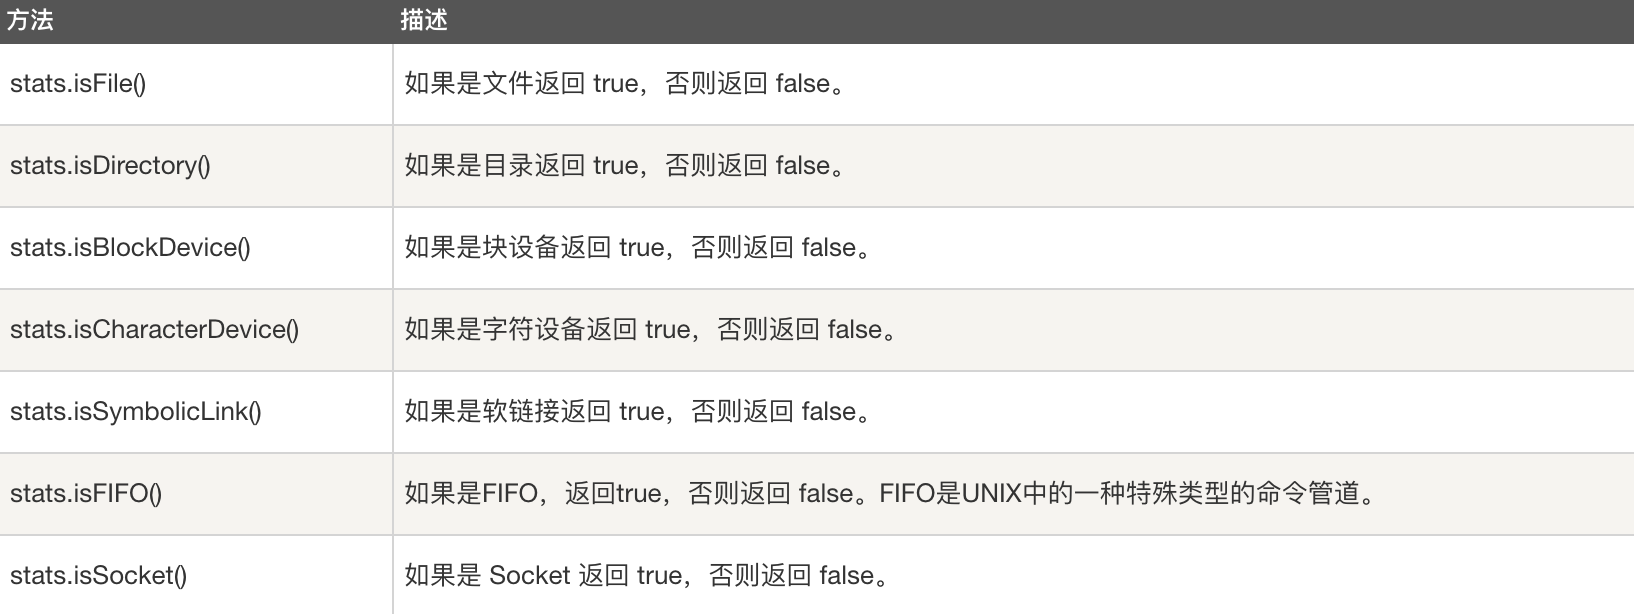 方法 描述
stats.isFile() 如果是文件返回 true，否则返回 false。
stats.isDirectory() 如果是目录返回 true，否则返回 false。
stats.isBlockDevice() 如果是块设备返回 true，否则返回 false。
stats.isCharacterDevice() 如果是字符设备返回 true，否则返回 false。
stats.isSymbolicLink() 如果是软链接返回 true，否则返回 false。
stats.isFIFO() 如果是FIFO，返回true，否则返回 false。FIFO是UNIX中的一种特殊类型的命令管道。
stats.isSocket() 如果是 Socket 返回 true，否则返回 false。